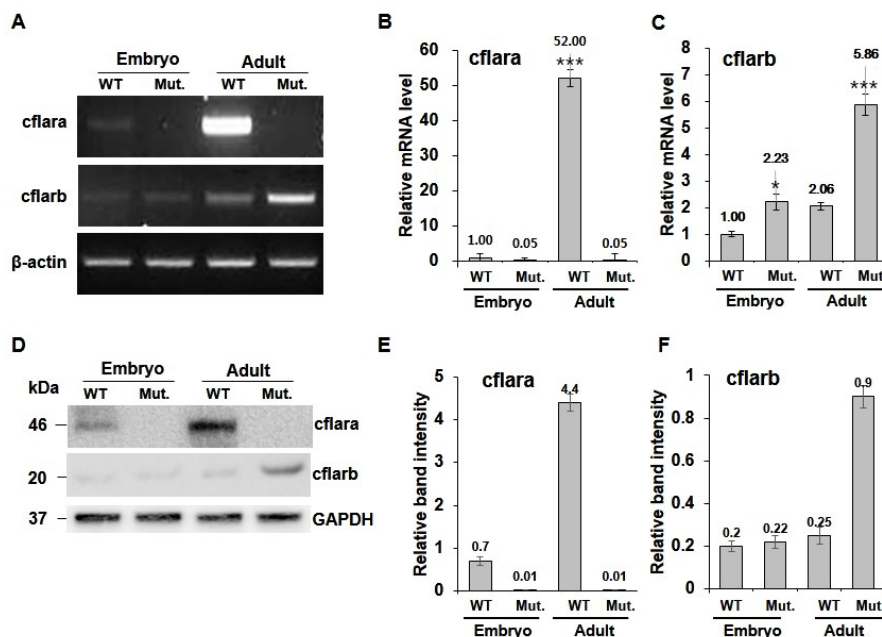 A
Embryo Adult
WT Mut. WT Mut.
cflara
cflarb
β-actin
B
cflara
Relative mRNA level
60
50
40
30
20
10
0
1.00 0.05 52.00 0.05
***
WT Mut. WT Mut.
Embryo Adult
C
cflarb
Relative mRNA level
8
7
6
5
4
3
2
1
0
1.00 2.23 2.06 5.86
* ***
WT Mut. WT Mut
Embryo Adult
D
Embryo Adult
kDa WT Mut. WT Mut.
46 cflara
20 cflarb
37 GAPDH
E
cflara
Relative band intensity
5
4
3
2
1
0
0.7 0.01 4.4 0.01
WT Mut. WT Mut.
Embryo Adult
F
cflarb
Relative band intensity
1
0.8
0.6
0.4
0.2
0
0.2 0.22 0.25 0.9
WT Mut. WT Mut.
Embryo Adult